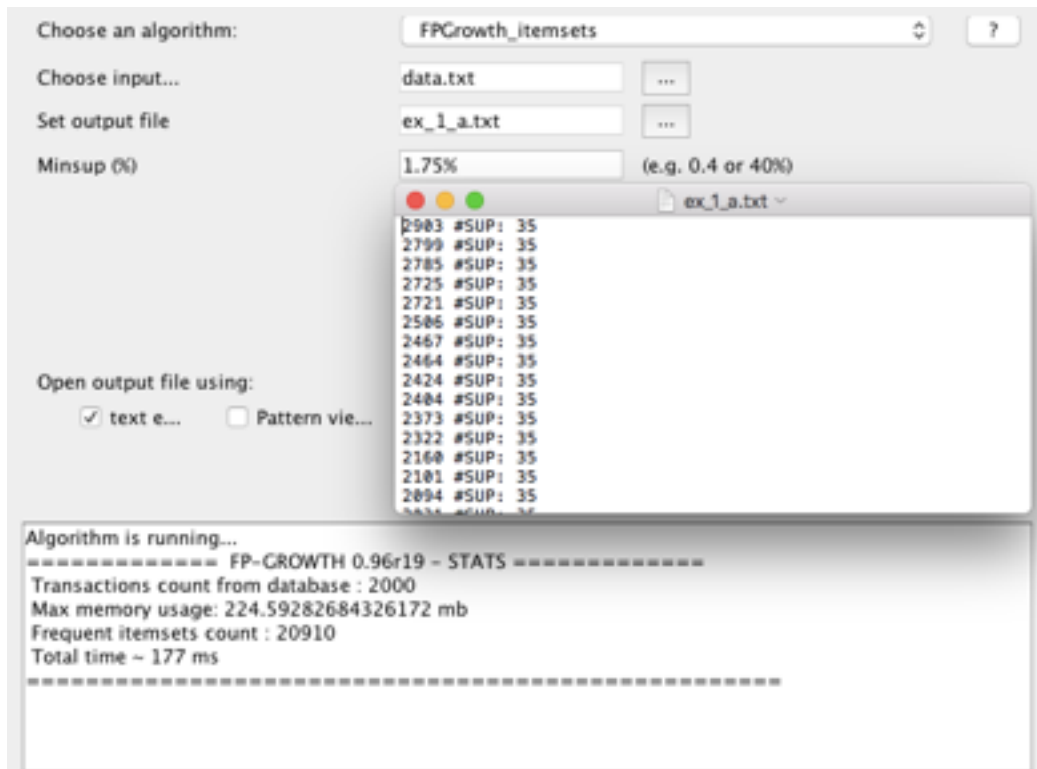 Choose an algorithm: FPGrowth_itemsets ?
Choose input... data.txt ...
Set output file ex_1_a.txt ...
Minsup (%) 1.75% (e.g. 0.4 or 40%)
ex_1_a.txt
2903 #SUP: 35
2799 #SUP: 35
2785 #SUP: 35
2725 #SUP: 35
2721 #SUP: 35
2506 #SUP: 35
2467 #SUP: 35
2464 #SUP: 35
2424 #SUP: 35
2404 #SUP: 35
2373 #SUP: 35
2322 #SUP: 35
2160 #SUP: 35
2101 #SUP: 35
2094 #SUP: 35
Open output file using:
text e... Pattern vie...
Algorithm is running...
============= FP-GROWTH 0.96r19 - STATS =============
Transactions count from database : 2000
Max memory usage: 224.59282684326172 mb
Frequent itemsets count : 20910
Total time ~ 177 ms
===================================================